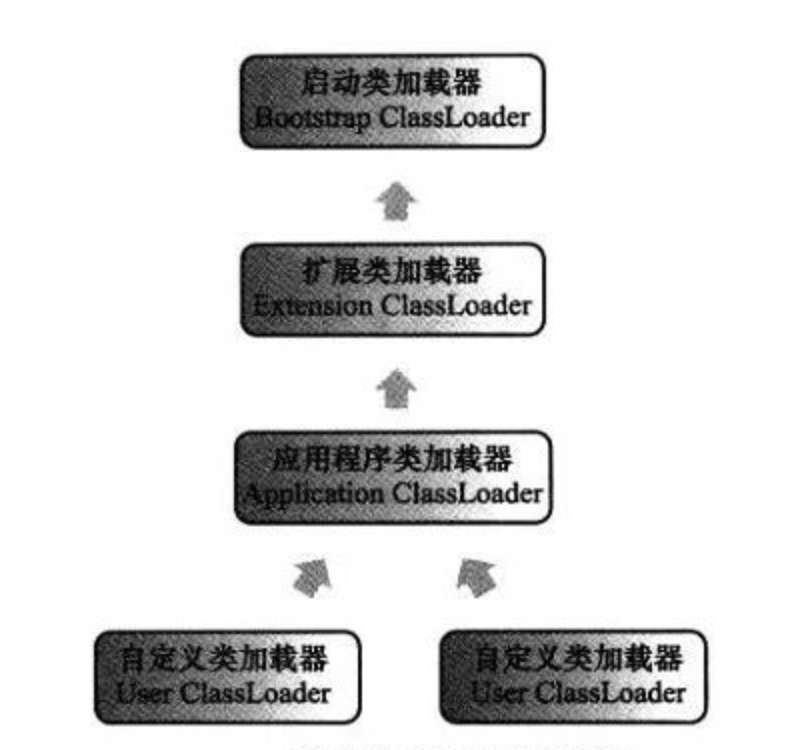 启动类加载器
Bootstrap ClassLoader
扩展类加载器
Extension ClassLoader
应用程序类加载器
Application ClassLoader
自定义类加载器
User ClassLoader
自定义类加载器
User ClassLoader